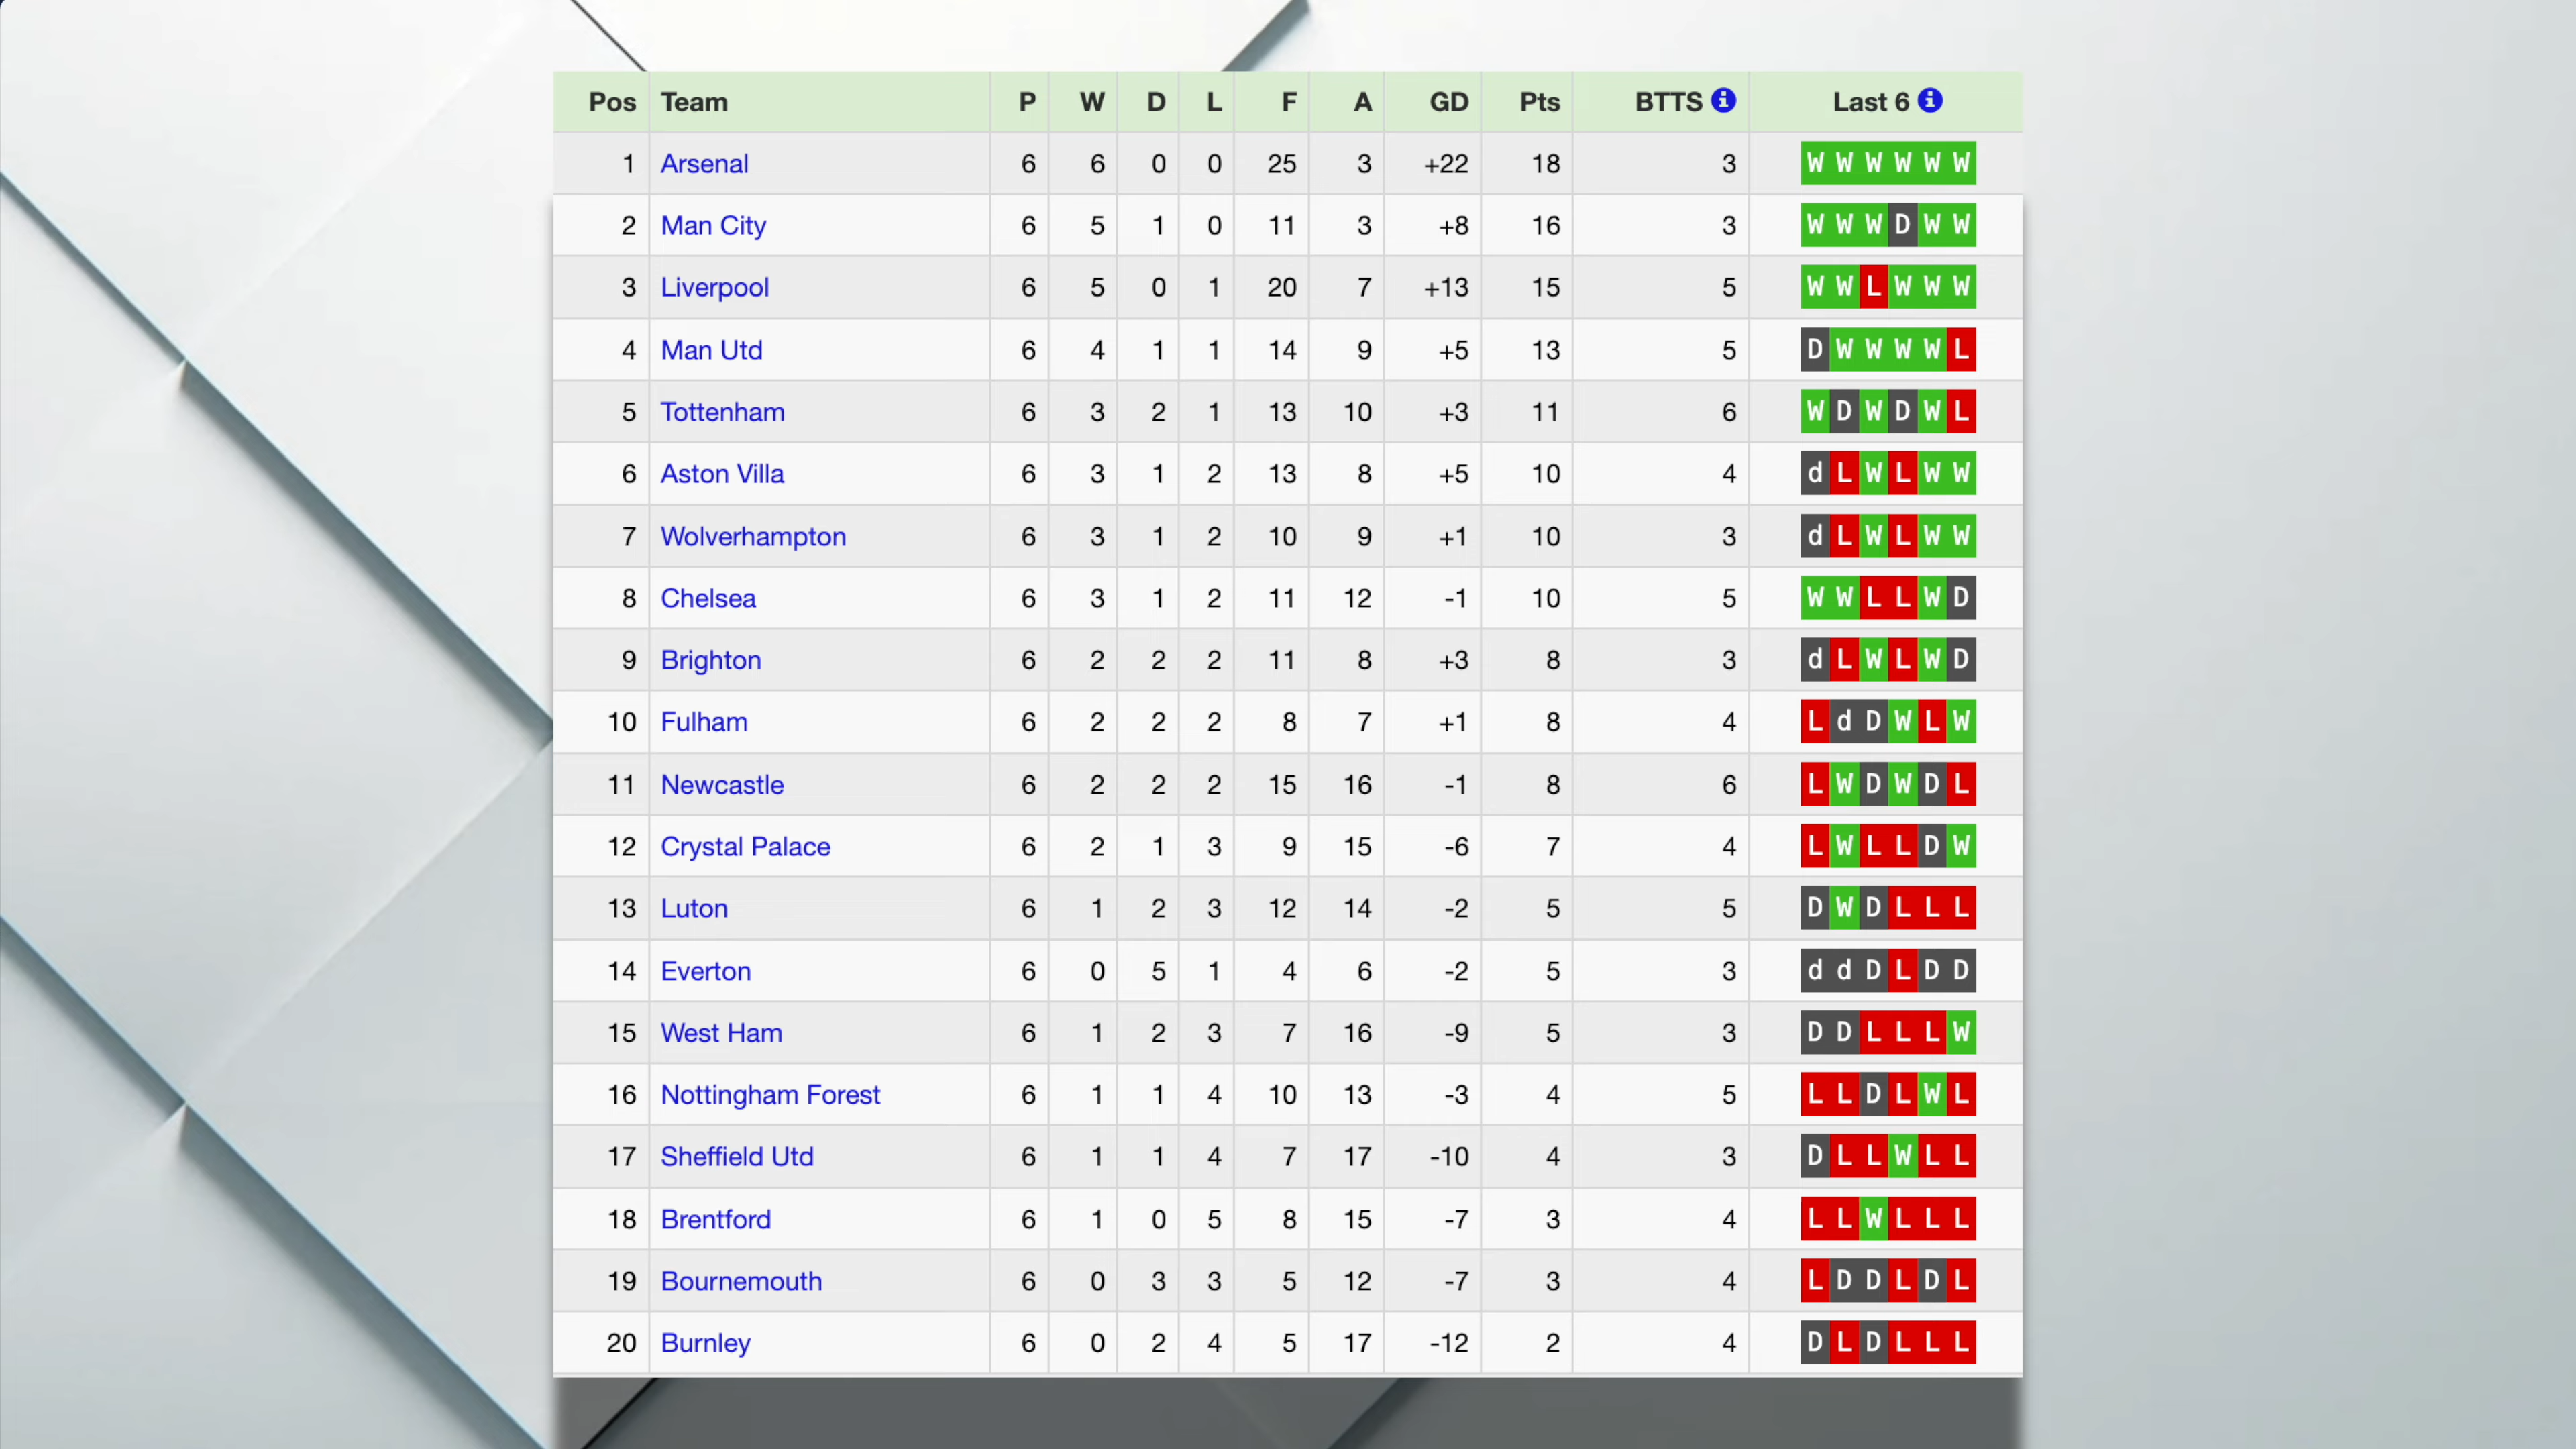 Pos Team P W D L F A GD Pts BTTS Last 6
1 Arsenal 6 6 0 0 25 3 +22 18 3 W W W W W W
2 Man City 6 5 1 0 11 3 +8 16 3 W W W D W W
3 Liverpool 6 5 0 1 20 7 +13 15 5 W W L W W W
4 Man Utd 6 4 1 1 14 9 +5 13 5 D W W W W L
5 Tottenham 6 3 2 1 13 10 +3 11 6 W D W D W L
6 Aston Villa 6 3 1 2 13 8 +5 10 4 d L W L W W
7 Wolverhampton 6 3 1 2 10 9 +1 10 3 d L W L W W
8 Chelsea 6 3 1 2 11 12 -1 10 5 W W L L W D
9 Brighton 6 2 2 2 11 8 +3 8 3 d L W L W D
10 Fulham 6 2 2 2 8 7 +1 8 4 L d D W L W
11 Newcastle 6 2 2 2 15 16 -1 8 6 L W D W D L
12 Crystal Palace 6 2 1 3 9 15 -6 7 4 L W L L D W
13 Luton 6 1 2 3 12 14 -2 5 5 D W D L L L
14 Everton 6 0 5 1 4 6 -2 5 3 d d D L D D
15 West Ham 6 1 2 3 7 16 -9 5 3 D D L L L W
16 Nottingham Forest 6 1 1 4 10 13 -3 4 5 L L D L W L
17 Sheffield Utd 6 1 1 4 7 17 -10 4 3 D L L W L L
18 Brentford 6 1 0 5 8 15 -7 3 4 L L W L L L
19 Bournemouth 6 0 3 3 5 12 -7 3 4 L D D L D L
20 Burnley 6 0 2 4 5 17 -12 2 4 D L D L L L